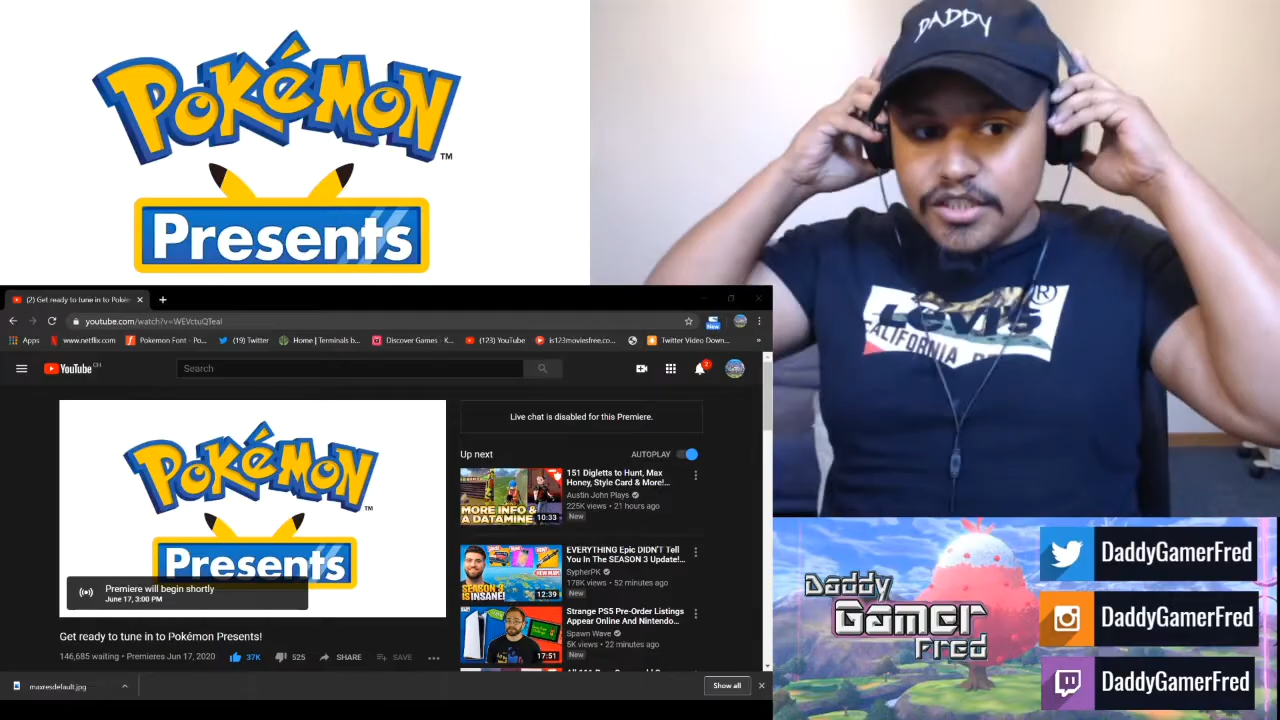 POKéMON
TM
Presents
DADDY
Levi's
®
CALIFORNIA
(2) Get ready to tune in to Pokém
youtube.com/watch?v=WEVctuQTeaI
New
Apps
www.netflix.com
Pokemon Font - Po...
(19) Twitter
Home | Terminals b...
Discover Games - K...
(123) YouTube
is123moviesfree.co...
Twitter Video Down...
»
YouTube CH
Search
2
POKéMON
TM
Presents
Premiere will begin shortly
June 17, 3:00 PM
Get ready to tune in to Pokémon Presents!
146,685 waiting • Premieres Jun 17, 2020
37K
525
SHARE
SAVE
Live chat is disabled for this Premiere.
Up next
AUTOPLAY
MORE INFO &
A DATAMINE
10:33
151 Digletts to Hunt, Max
Honey, Style Card & More!...
Austin John Plays
225K views • 21 hours ago
New
SEASON 3
IS INSANE!
12:39
EVERYTHING Epic DIDN'T Tell
You In The SEASON 3 Update!...
SypherPK
178K views • 52 minutes ago
New
17:51
Strange PS5 Pre-Order Listings
Appear Online And Nintendo...
Spawn Wave
5K views • 22 minutes ago
New
maxresdefault.jpg
Show all
Daddy
Gamer
Fred
DaddyGamerFred
DaddyGamerFred
DaddyGamerFred